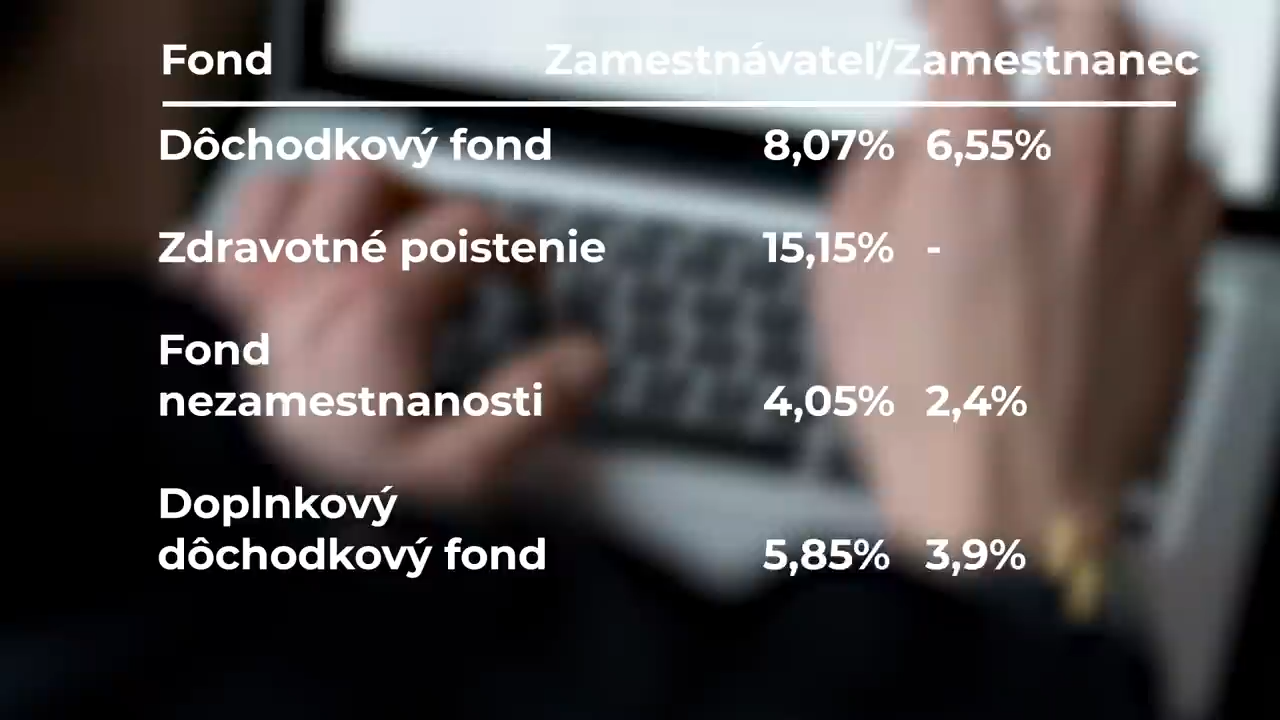 Fond Zamestnávateľ/Zamestnanec
Dôchodkový fond 8,07% 6,55%
Zdravotné poistenie 15,15% -
Fond
nezamestnanosti 4,05% 2,4%
Doplnkový
dôchodkový fond 5,85% 3,9%